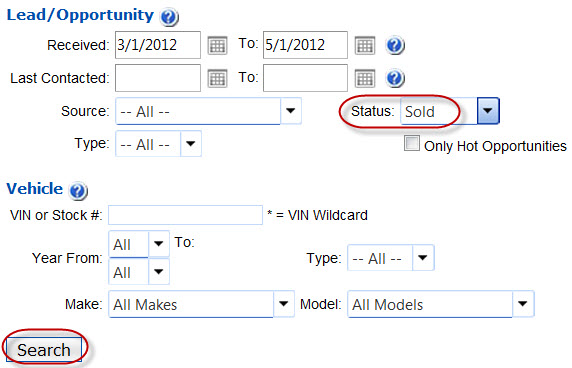 Lead/Opportunity ?
Received: 3/1/2012 To: 5/1/2012 ?
Last Contacted: To: ?
Source: -- All -- Status: Sold
Type: -- All -- Only Hot Opportunities
Vehicle ?
VIN or Stock #: * = VIN Wildcard
All To:
Year From: Type: -- All --
All
Make: All Makes Model: All Models
Search